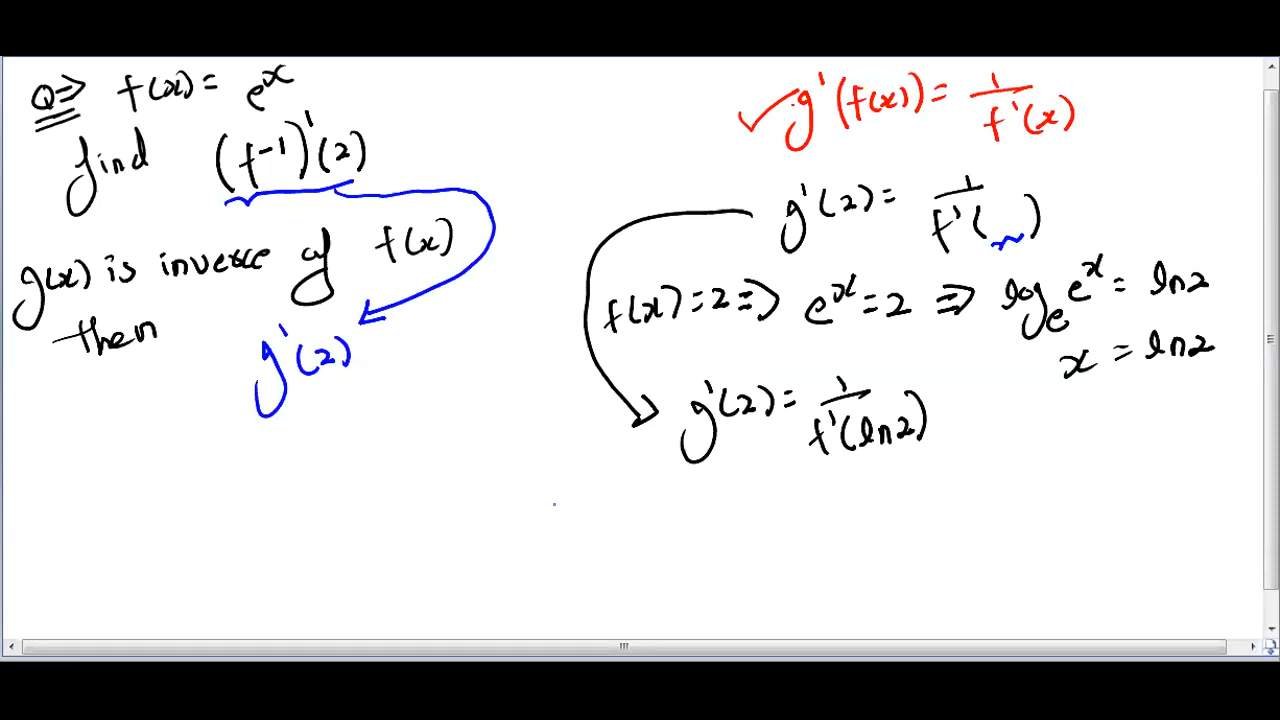 Q⇒ f(x) = e^x
find (f^-1)'(2)
g(x) is inverse of f(x)
then
g'(2)
✓ g'(f(x)) = 1/f'(x)
g'(2) = 1/f'( )
f(x) = 2 ⇒ e^x = 2 ⇒ log_e e^x = ln2
x = ln2
g'(2) = 1/f'(ln2)